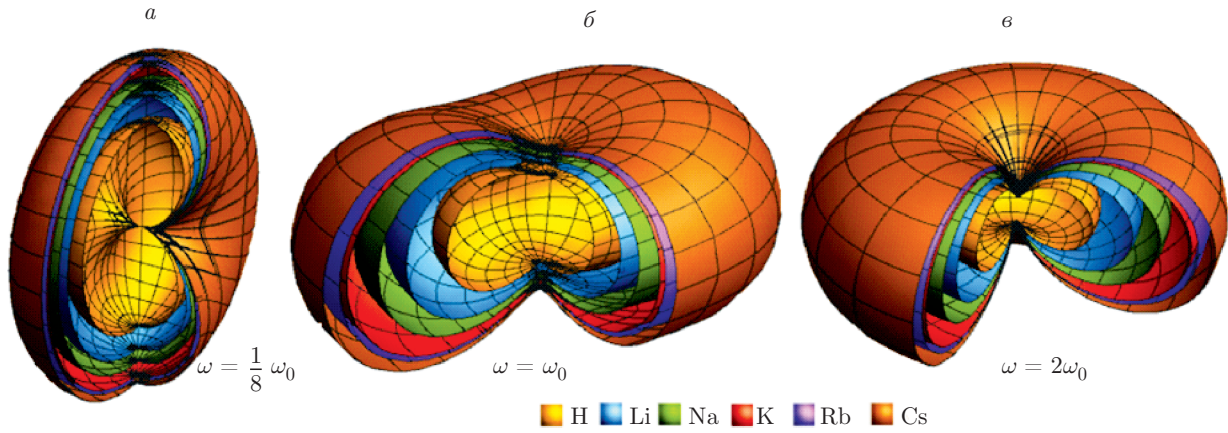 а б в
ω = 1/8 ω₀ ω = ω₀ ω = 2ω₀
H Li Na K Rb Cs